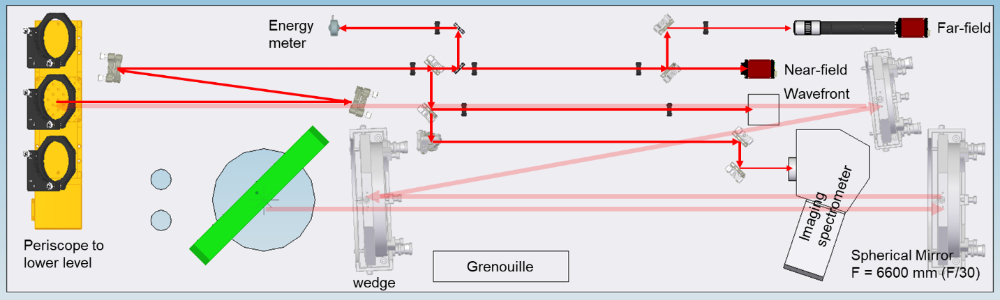 Energy
meter
Far-field
Near-field
Wavefront
Imaging
spectrometer
Periscope to
lower level
Grenouille
Spherical Mirror
F = 6600 mm (F/30)
wedge